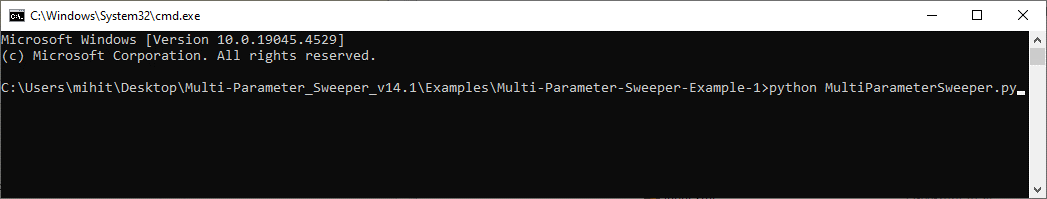 C:\Windows\System32\cmd.exe
Microsoft Windows [Version 10.0.19045.4529]
(c) Microsoft Corporation. All rights reserved.
C:\Users\mihit\Desktop\Multi-Parameter_Sweeper_v14.1\Examples\Multi-Parameter-Sweeper-Example-1>python MultiParameterSweeper.py